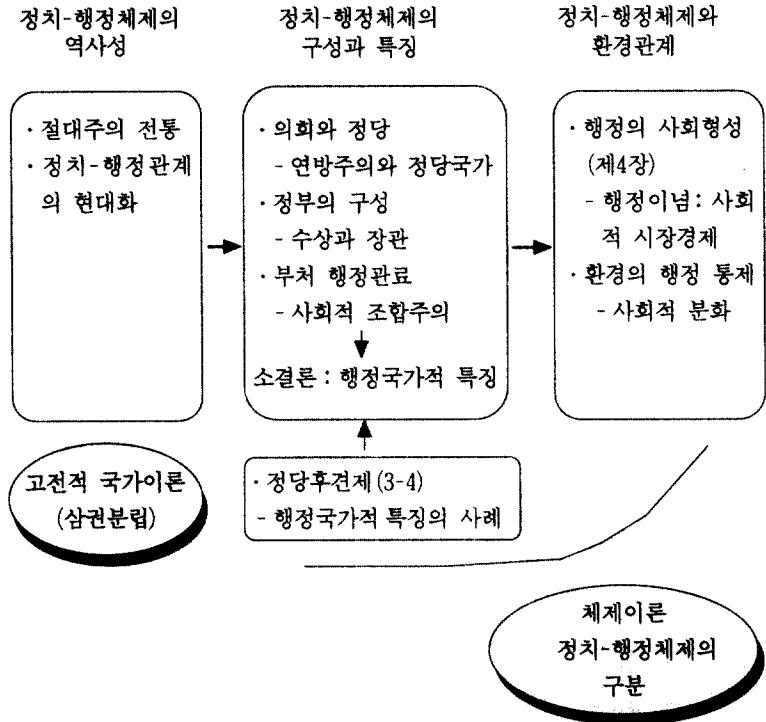 정치-행정체제의
역사성
정치-행정체제의
구성과 특징
정치-행정체제와
환경관계
· 절대주의 전통
· 정치-행정관계
의 현대화
· 의회와 정당
- 연방주의와 정당국가
· 정부의 구성
- 수상과 장관
· 부처 행정관료
- 사회적 조합주의
소결론 : 행정국가적 특징
· 행정의 사회형성
(제4장)
- 행정이념: 사회
적 시장경제
· 환경의 행정 통제
- 사회적 분화
고전적 국가이론
(삼권분립)
· 정당후견제(3-4)
- 행정국가적 특징의 사례
체제이론
정치-행정체제의
구분